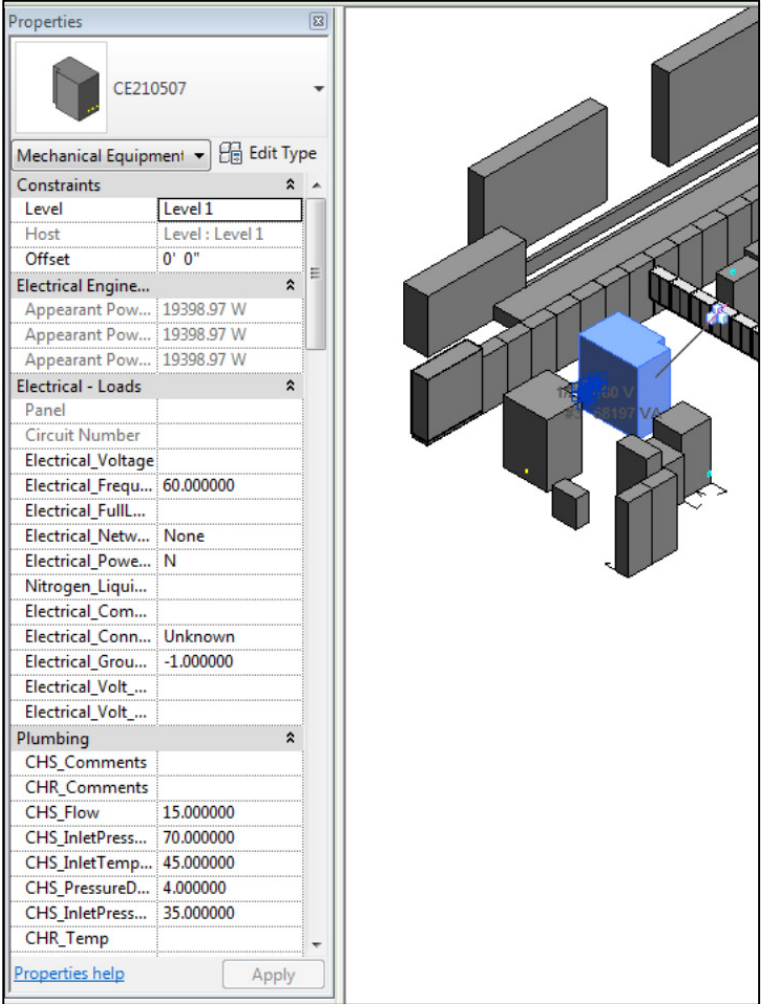 Properties
CE210507
Mechanical Equipment Edit Type
Constraints
Level Level 1
Host Level : Level 1
Offset 0' 0"
Electrical Engine...
Appearant Pow... 19398.97 W
Appearant Pow... 19398.97 W
Appearant Pow... 19398.97 W
Electrical - Loads
Panel
Circuit Number
Electrical_Voltage
Electrical_Frequ... 60.000000
Electrical_FullL...
Electrical_Netw... None
Electrical_Powe... N
Nitrogen_Liqui...
Electrical_Com...
Electrical_Conn... Unknown
Electrical_Grou... -1.000000
Electrical_Volt_...
Electrical_Volt_...
Plumbing
CHS_Comments
CHR_Comments
CHS_Flow 15.000000
CHS_InletPress... 70.000000
CHS_InletTemp... 45.000000
CHS_PressureD... 4.000000
CHS_InletPress... 35.000000
CHR_Temp
Properties help Apply
V
VA